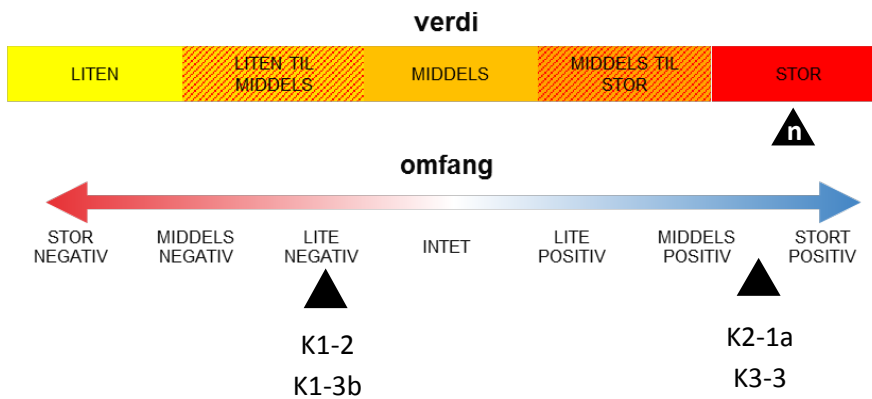 verdi
LITEN
LITEN TIL
MIDDELS
MIDDELS
MIDDELS TIL
STOR
STOR
n
omfang
STOR
NEGATIV
MIDDELS
NEGATIV
LITE
NEGATIV
INTET
LITE
POSITIV
MIDDELS
POSITIV
STORT
POSITIV
K1-2
K1-3b
K2-1a
K3-3